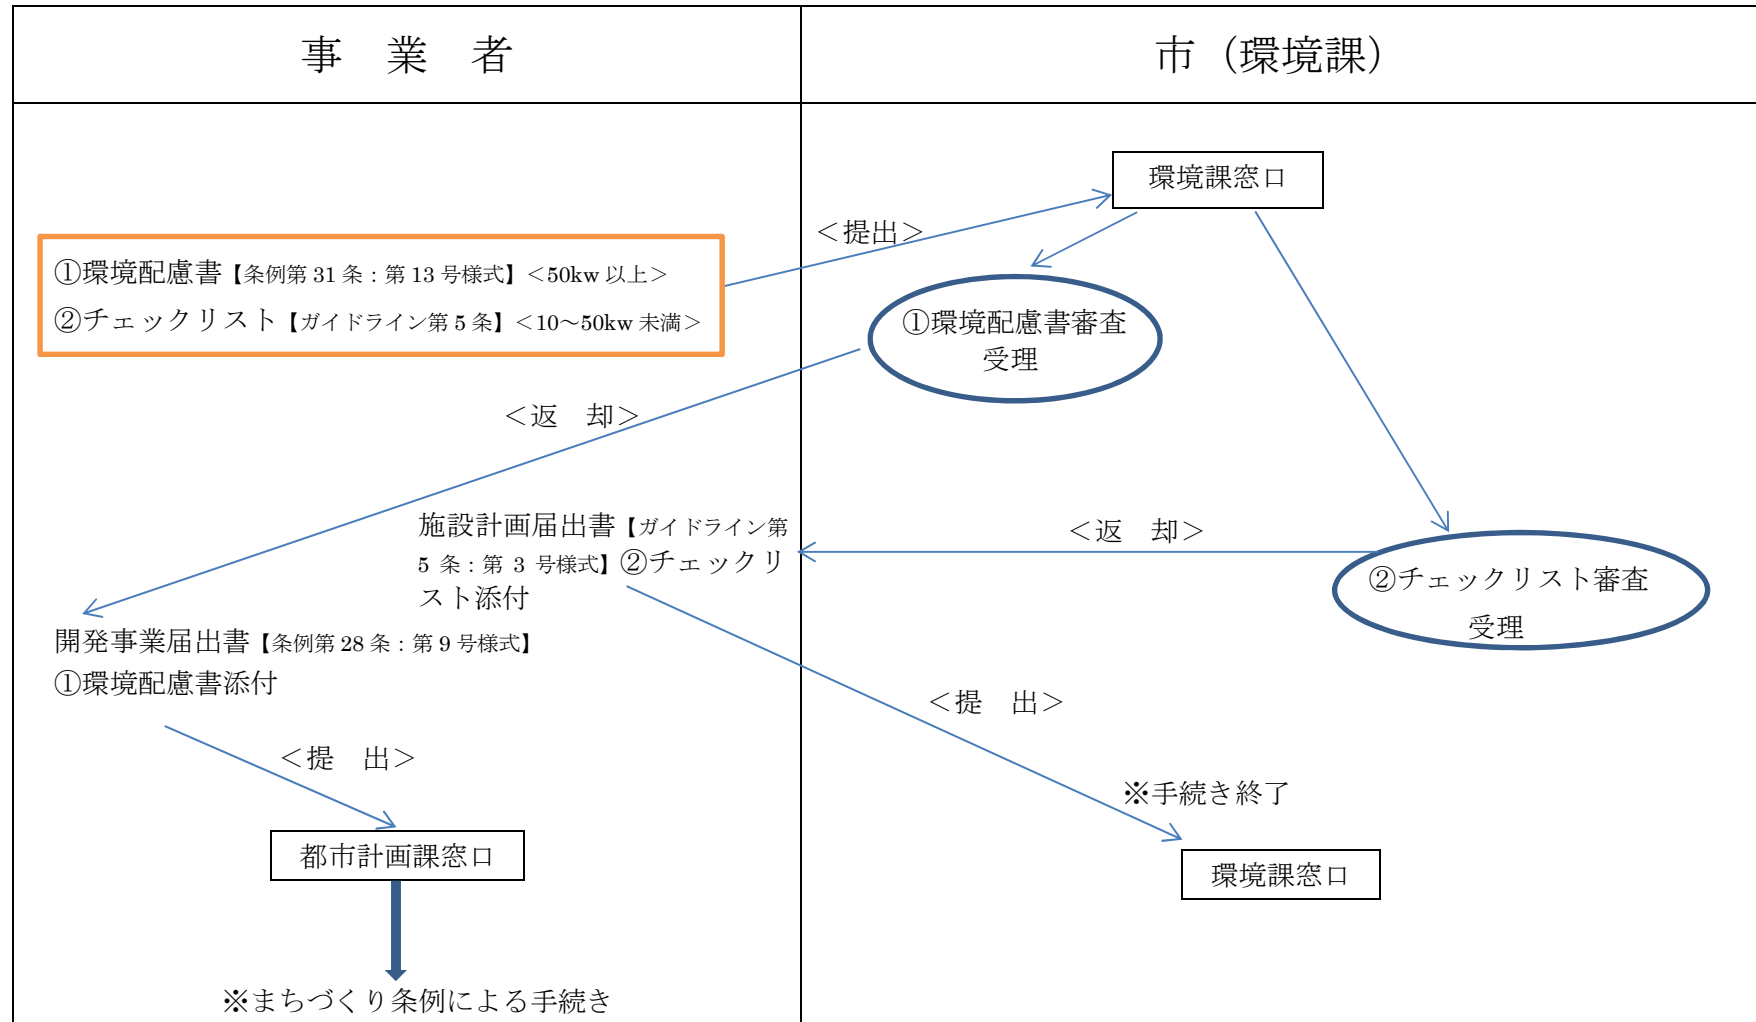 事　業　者
市（環境課）
環境課窓口
＜提出＞
①環境配慮書【条例第 31 条：第 13 号様式】＜50kw 以上＞
②チェックリスト【ガイドライン第 5 条】＜10～50kw 未満＞
①環境配慮書審査
受理
＜返　却＞
施設計画届出書【ガイドライン第
5 条：第 3 号様式】②チェックリ
スト添付
＜返　却＞
②チェックリスト審査
受理
開発事業届出書【条例第 28 条：第 9 号様式】
①環境配慮書添付
＜提　出＞
＜提　出＞
※手続き終了
都市計画課窓口
環境課窓口
※まちづくり条例による手続き